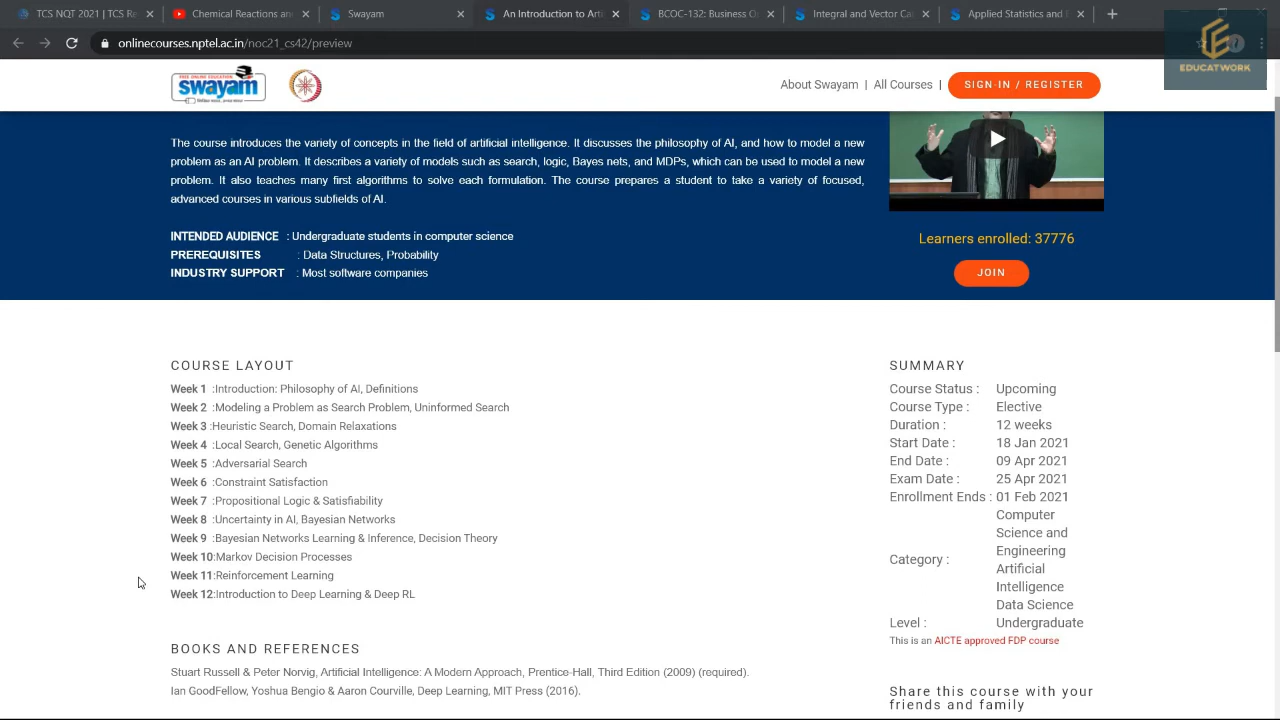 TCS NQT 2021 | TCS Re
Chemical Reactions and
Swayam
An Introduction to Arti
BCOC-132: Business O
Integral and Vector Ca
Applied Statistics and
onlinecourses.nptel.ac.in/noc21_cs42/preview
EDUCATWORK
FREE ONLINE EDUCATION
swayam
About Swayam | All Courses |
SIGN-IN / REGISTER
The course introduces the variety of concepts in the field of artificial intelligence. It discusses the philosophy of AI, and how to model a new
problem as an AI problem. It describes a variety of models such as search, logic, Bayes nets, and MDPs, which can be used to model a new
problem. It also teaches many first algorithms to solve each formulation. The course prepares a student to take a variety of focused,
advanced courses in various subfields of AI.
INTENDED AUDIENCE : Undergraduate students in computer science
PREREQUISITES : Data Structures, Probability
INDUSTRY SUPPORT : Most software companies
Learners enrolled: 37776
JOIN
COURSE LAYOUT
Week 1 :Introduction: Philosophy of AI, Definitions
Week 2 :Modeling a Problem as Search Problem, Uninformed Search
Week 3 :Heuristic Search, Domain Relaxations
Week 4 :Local Search, Genetic Algorithms
Week 5 :Adversarial Search
Week 6 :Constraint Satisfaction
Week 7 :Propositional Logic & Satisfiability
Week 8 :Uncertainty in AI, Bayesian Networks
Week 9 :Bayesian Networks Learning & Inference, Decision Theory
Week 10:Markov Decision Processes
Week 11:Reinforcement Learning
Week 12:Introduction to Deep Learning & Deep RL
BOOKS AND REFERENCES
Stuart Russell & Peter Norvig, Artificial Intelligence: A Modern Approach, Prentice-Hall, Third Edition (2009) (required).
Ian GoodFellow, Yoshua Bengio & Aaron Courville, Deep Learning, MIT Press (2016).
SUMMARY
Course Status : Upcoming
Course Type : Elective
Duration : 12 weeks
Start Date : 18 Jan 2021
End Date : 09 Apr 2021
Exam Date : 25 Apr 2021
Enrollment Ends : 01 Feb 2021
Category :
Computer
Science and
Engineering
Artificial
Intelligence
Data Science
Level : Undergraduate
This is an AICTE approved FDP course
Share this course with your
friends and family